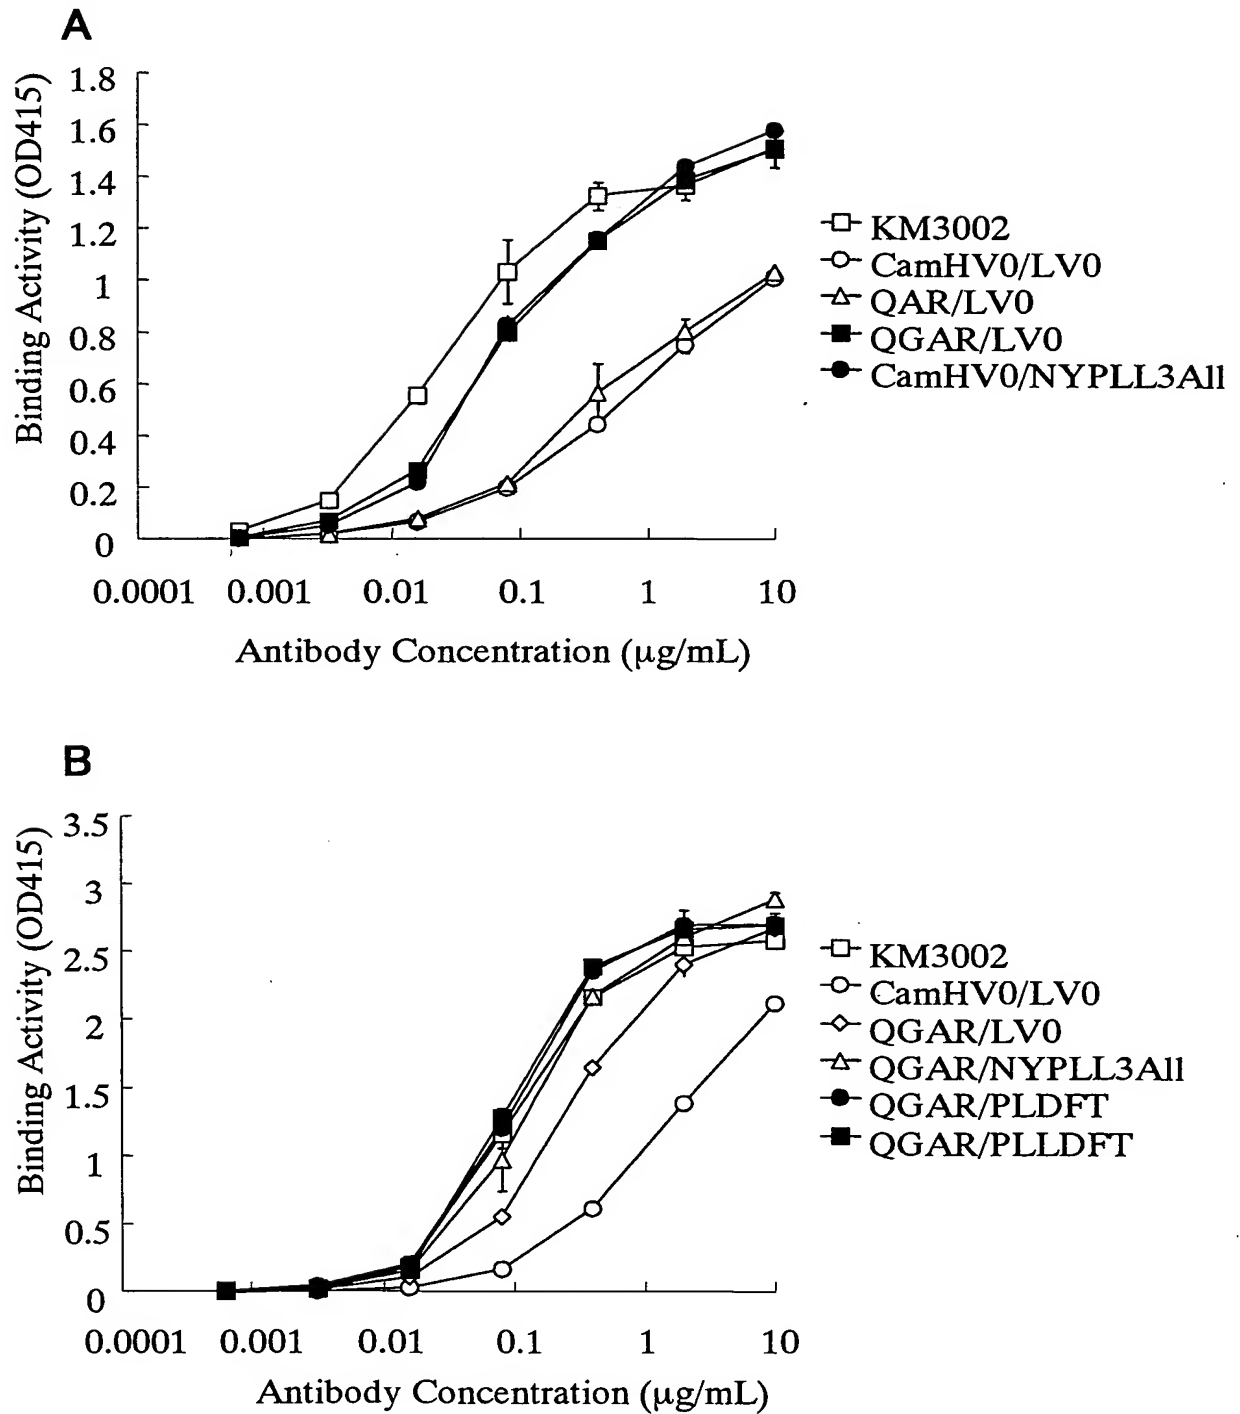 A
Binding Activity (OD415)
1.8
1.6
1.4
1.2
1
0.8
0.6
0.4
0.2
0
0.0001 0.001 0.01 0.1 1 10
Antibody Concentration (μg/mL)
KM3002
CamHV0/LV0
QAR/LV0
QGAR/LV0
CamHV0/NYPLL3All
B
Binding Activity (OD415)
3.5
3
2.5
2
1.5
1
0.5
0
0.0001 0.001 0.01 0.1 1 10
Antibody Concentration (μg/mL)
KM3002
CamHV0/LV0
QGAR/LV0
QGAR/NYPLL3All
QGAR/PLDFT
QGAR/PLLDFT